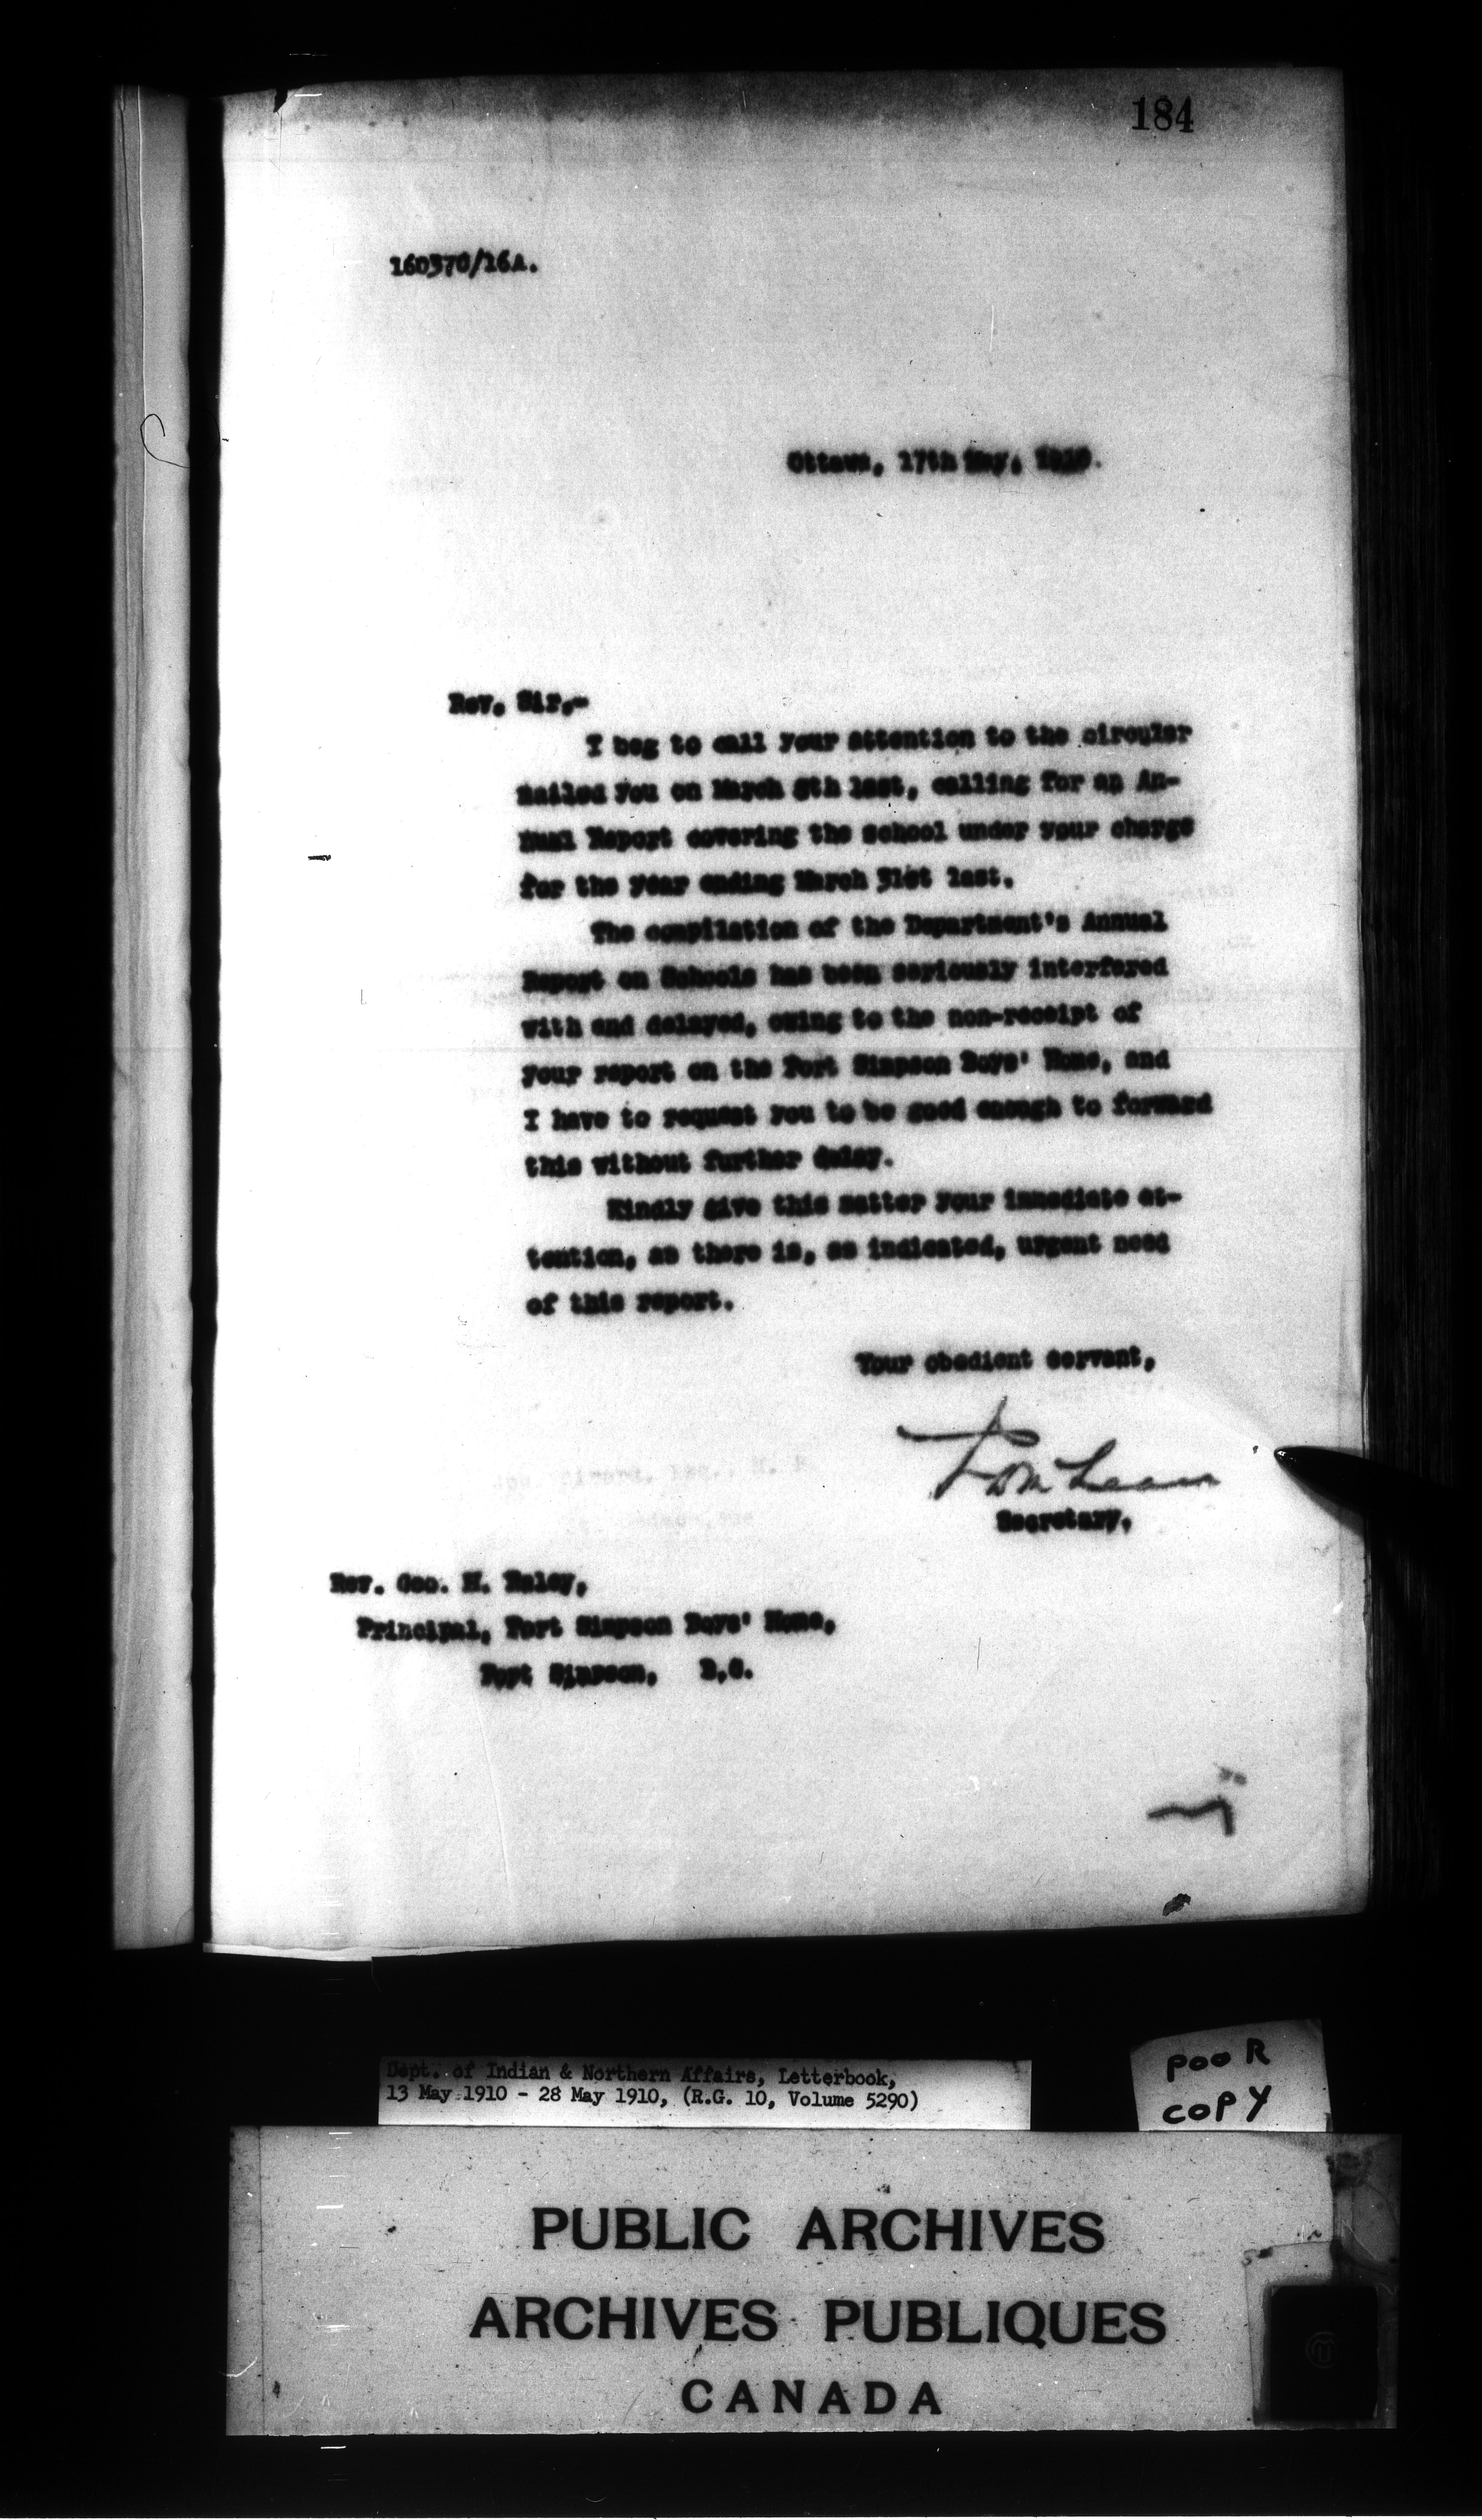 184
160370/16A.
Ottawa, 17th May, 1910.
Rev. Sir,-
I beg to call your attention to the circular
mailed you on March 8th last, calling for an An-
nual Report covering the school under your charge
for the year ending March 31st last.
The compilation of the Department's Annual
Report on Schools has been seriously interfered
with and delayed, owing to the non-receipt of
your report on the Port Simpson Boys' Home, and
I have to request you to be good enough to forward
this without further delay.
Kindly give this matter your immediate at-
tention, as there is, as indicated, urgent need
of this report.
Your obedient servant,
Secretary.
Rev. Geo. H. Raley,
Principal, Port Simpson Boys' Home,
Port Simpson, B.C.
Dept. of Indian & Northern Affairs, Letterbook,
13 May 1910 - 28 May 1910, (R.G. 10, Volume 5290)
POOR
COPY
PUBLIC ARCHIVES
ARCHIVES PUBLIQUES
CANADA